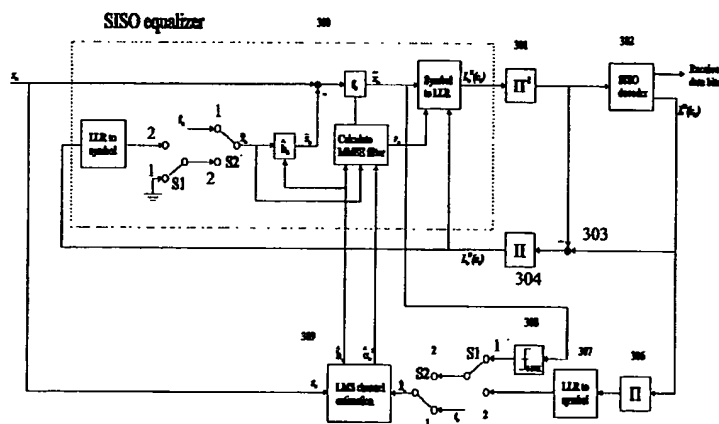 SISO equalizer
300
301
302
Symbol
to LLR
SISO
decoder
Received
data bits
LLR to
symbol
2
1
S1
1
2
S2
Calculate
MMSE filter
Π
304
303
309
308
307
306
LMS channel
estimation
2
S2
1
S1
1
2
LLR to
symbol
Π